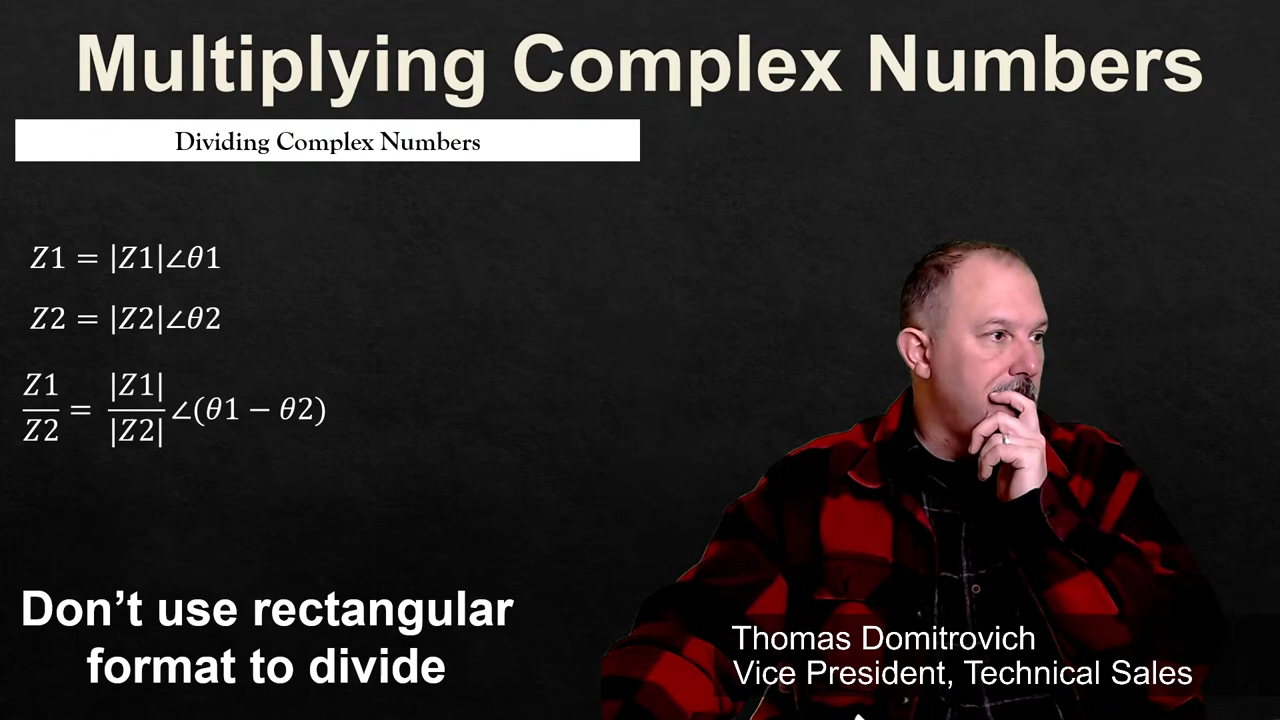 Multiplying Complex Numbers
Dividing Complex Numbers
Z1 = |Z1|∠θ1
Z2 = |Z2|∠θ2
Z1/Z2 = |Z1|/|Z2| ∠(θ1 − θ2)
Don’t use rectangular
format to divide
Thomas Domitrovich
Vice President, Technical Sales